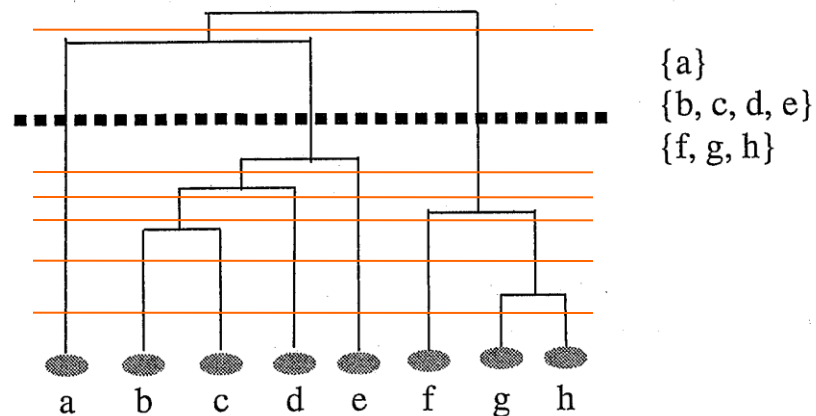 {a}
{b, c, d, e}
{f, g, h}
a b c d e f g h